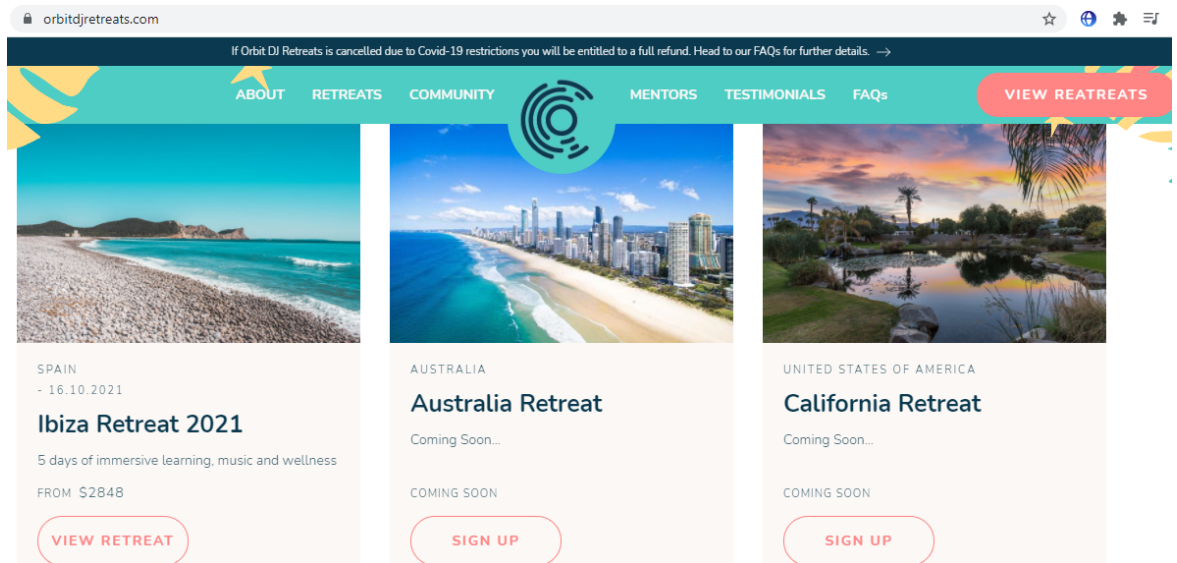 orbitdjretreats.com
If Orbit DJ Retreats is cancelled due to Covid-19 restrictions you will be entitled to a full refund. Head to our FAQs for further details. →
ABOUT RETREATS COMMUNITY MENTORS TESTIMONIALS FAQs VIEW REATREATS
SPAIN
- 16.10.2021
Ibiza Retreat 2021
5 days of immersive learning, music and wellness
FROM $2848
VIEW RETREAT
AUSTRALIA
Australia Retreat
Coming Soon...
COMING SOON
SIGN UP
UNITED STATES OF AMERICA
California Retreat
Coming Soon...
COMING SOON
SIGN UP